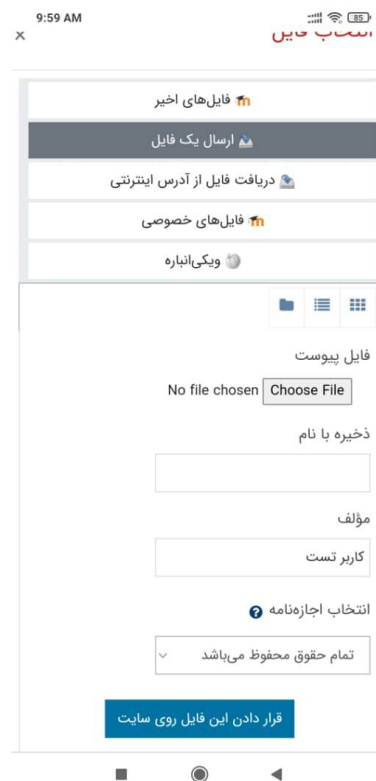 9:59 AM
85
انتخاب فایل
×
فایل‌های اخیر
ارسال یک فایل
دریافت فایل از آدرس اینترنتی
فایل‌های خصوصی
ویکی‌انباره
فایل پیوست
Choose File No file chosen
ذخیره با نام
مؤلف
کاربر تست
انتخاب اجازه‌نامه
تمام حقوق محفوظ می‌باشد
قرار دادن این فایل روی سایت